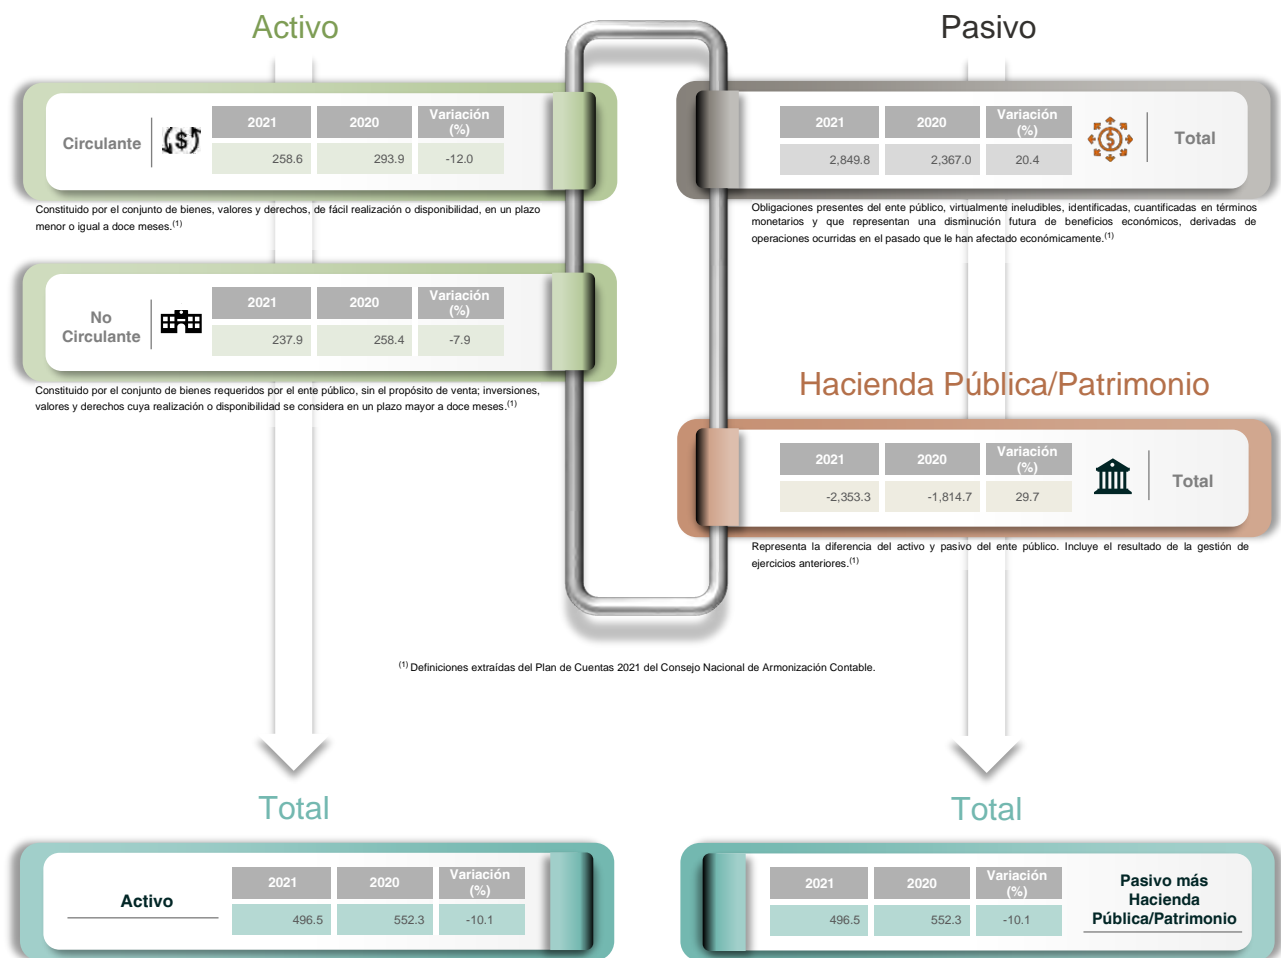 Activo
Circulante
2021 2020 Variación (%)
258.6 293.9 -12.0
Constituido por el conjunto de bienes, valores y derechos, de fácil realización o disponibilidad, en un plazo
menor o igual a doce meses.(1)
No
Circulante
2021 2020 Variación (%)
237.9 258.4 -7.9
Constituido por el conjunto de bienes requeridos por el ente público, sin el propósito de venta; inversiones,
valores y derechos cuya realización o disponibilidad se considera en un plazo mayor a doce meses.(1)
Pasivo
2021 2020 Variación (%)
2,849.8 2,367.0 20.4
Total
Obligaciones presentes del ente público, virtualmente ineludibles, identificadas, cuantificadas en términos
monetarios y que representan una disminución futura de beneficios económicos, derivadas de
operaciones ocurridas en el pasado que le han afectado económicamente.(1)
Hacienda Pública/Patrimonio
2021 2020 Variación (%)
-2,353.3 -1,814.7 29.7
Total
Representa la diferencia del activo y pasivo del ente público. Incluye el resultado de la gestión de
ejercicios anteriores.(1)
(1) Definiciones extraídas del Plan de Cuentas 2021 del Consejo Nacional de Armonización Contable.
Total
Activo
2021 2020 Variación (%)
496.5 552.3 -10.1
Total
2021 2020 Variación (%)
496.5 552.3 -10.1
Pasivo más
Hacienda
Pública/Patrimonio